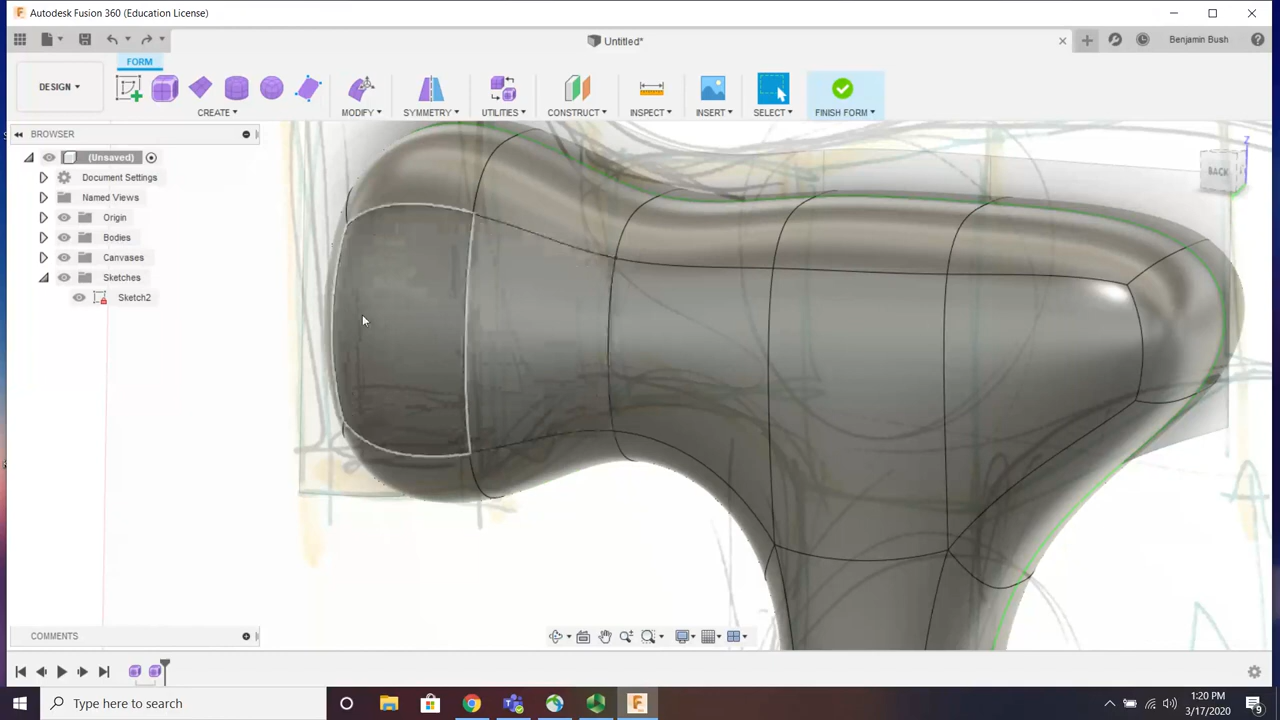 Autodesk Fusion 360 (Education License)
Untitled*
Benjamin Bush
FORM
DESIGN
CREATE
MODIFY
SYMMETRY
UTILITIES
CONSTRUCT
INSPECT
INSERT
SELECT
FINISH FORM
BROWSER
(Unsaved)
Document Settings
Named Views
Origin
Bodies
Canvases
Sketches
Sketch2
Z
BACK
COMMENTS
Type here to search
1:20 PM
3/17/2020
9